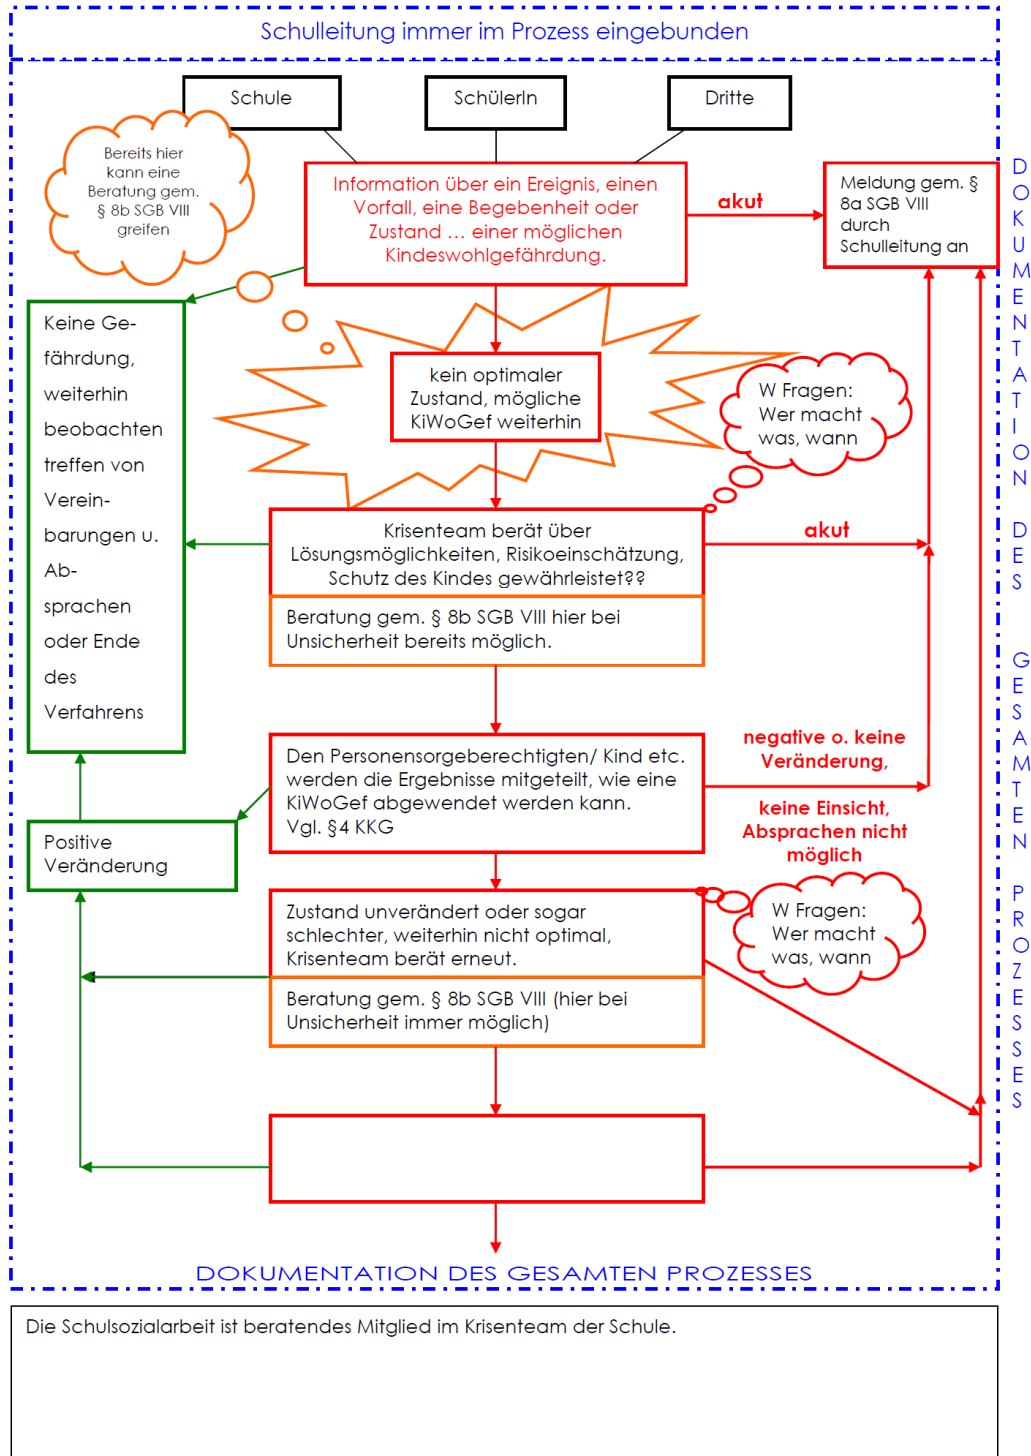 Schulleitung immer im Prozess eingebunden
Schule
SchülerIn
Dritte
Bereits hier
kann eine
Beratung gem.
§ 8b SGB VIII
greifen
Information über ein Ereignis, einen
Vorfall, eine Begebenheit oder
Zustand … einer möglichen
Kindeswohlgefährdung.
akut
Meldung gem. §
8a SGB VIII
durch
Schulleitung an
Keine Ge-
fährdung,
weiterhin
beobachten
treffen von
Verein-
barungen u.
Ab-
sprachen
oder Ende
des
Verfahrens
kein optimaler
Zustand, mögliche
KiWoGef weiterhin
W Fragen:
Wer macht
was, wann
Krisenteam berät über
Lösungsmöglichkeiten, Risikoeinschätzung,
Schutz des Kindes gewährleistet??
akut
Beratung gem. § 8b SGB VIII hier bei
Unsicherheit bereits möglich.
Den Personensorgeberechtigten/ Kind etc.
werden die Ergebnisse mitgeteilt, wie eine
KiWoGef abgewendet werden kann.
Vgl. §4 KKG
negative o. keine
Veränderung,
keine Einsicht,
Absprachen nicht
möglich
Positive
Veränderung
Zustand unverändert oder sogar
schlechter, weiterhin nicht optimal,
Krisenteam berät erneut.
W Fragen:
Wer macht
was, wann
Beratung gem. § 8b SGB VIII (hier bei
Unsicherheit immer möglich)
DOKUMENTATION DES GESAMTEN PROZESSES
DOKUMENTATION DES GESAMTEN PROZESSES
Die Schulsozialarbeit ist beratendes Mitglied im Krisenteam der Schule.